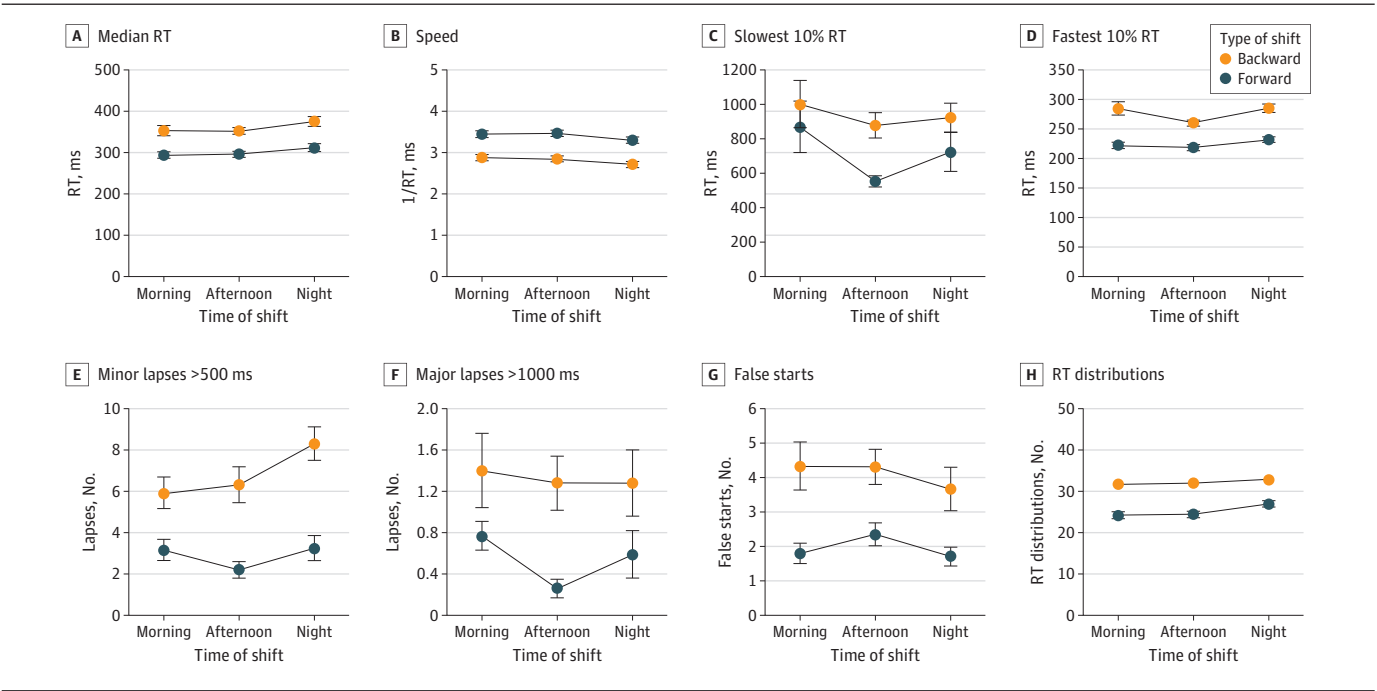 A Median RT
500
400
300
200
100
0
RT, ms
Morning Afternoon Night
Time of shift
B Speed
5
4
3
2
1
0
1/RT, ms
Morning Afternoon Night
Time of shift
C Slowest 10% RT
1200
1000
800
600
400
200
0
RT, ms
Morning Afternoon Night
Time of shift
D Fastest 10% RT
350
300
250
200
150
100
50
0
RT, ms
Morning Afternoon Night
Time of shift
Type of shift
Backward
Forward
E Minor lapses >500 ms
10
8
6
4
2
0
Lapses, No.
Morning Afternoon Night
Time of shift
F Major lapses >1000 ms
2.0
1.6
1.2
0.8
0.4
0
Lapses, No.
Morning Afternoon Night
Time of shift
G False starts
6
5
4
3
2
1
0
False starts, No.
Morning Afternoon Night
Time of shift
H RT distributions
50
40
30
20
10
0
RT distributions, No.
Morning Afternoon Night
Time of shift